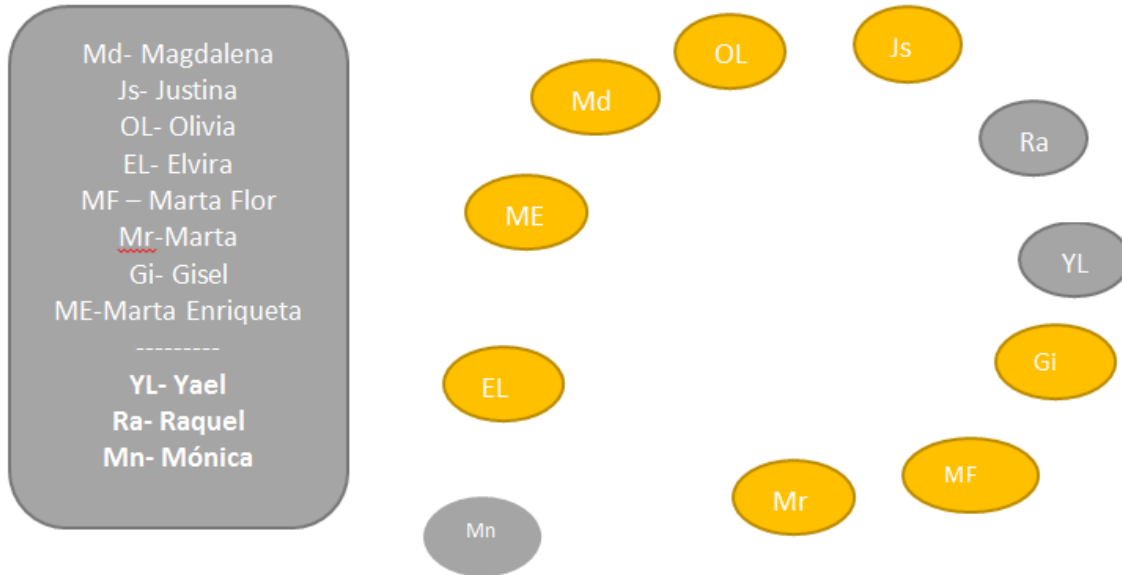 Md- Magdalena
Js- Justina
OL- Olivia
EL- Elvira
MF – Marta Flor
Mr-Marta
Gi- Gisel
ME-Marta Enriqueta
---------
YL- Yael
Ra- Raquel
Mn- Mónica
OL
Js
Md
Ra
ME
YL
Gi
EL
MF
Mr
Mn